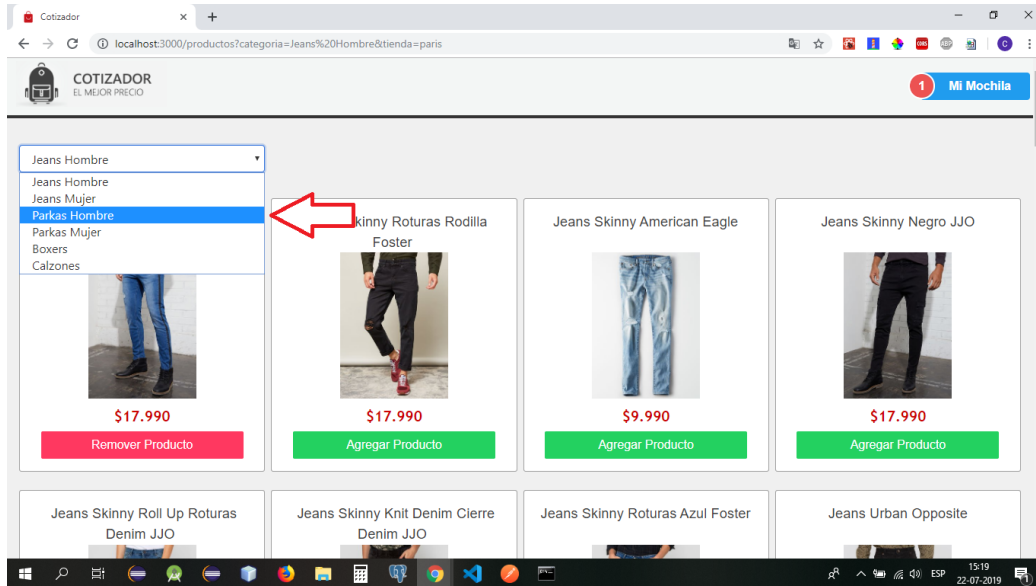 Cotizador
localhost:3000/productos?categoria=Jeans%20Hombre&tienda=paris
CORS
ABP
C
COTIZADOR
EL MEJOR PRECIO
1
Mi Mochila
Jeans Hombre
Jeans Hombre
Jeans Mujer
Parkas Hombre
Parkas Mujer
Boxers
Calzones
kinny Roturas Rodilla
Foster
Jeans Skinny American Eagle
Jeans Skinny Negro JJO
$17.990
$17.990
$9.990
$17.990
Remover Producto
Agregar Producto
Agregar Producto
Agregar Producto
Jeans Skinny Roll Up Roturas
Denim JJO
Jeans Skinny Knit Denim Cierre
Denim JJO
Jeans Skinny Roturas Azul Foster
Jeans Urban Opposite
ESP
15:19
22-07-2019